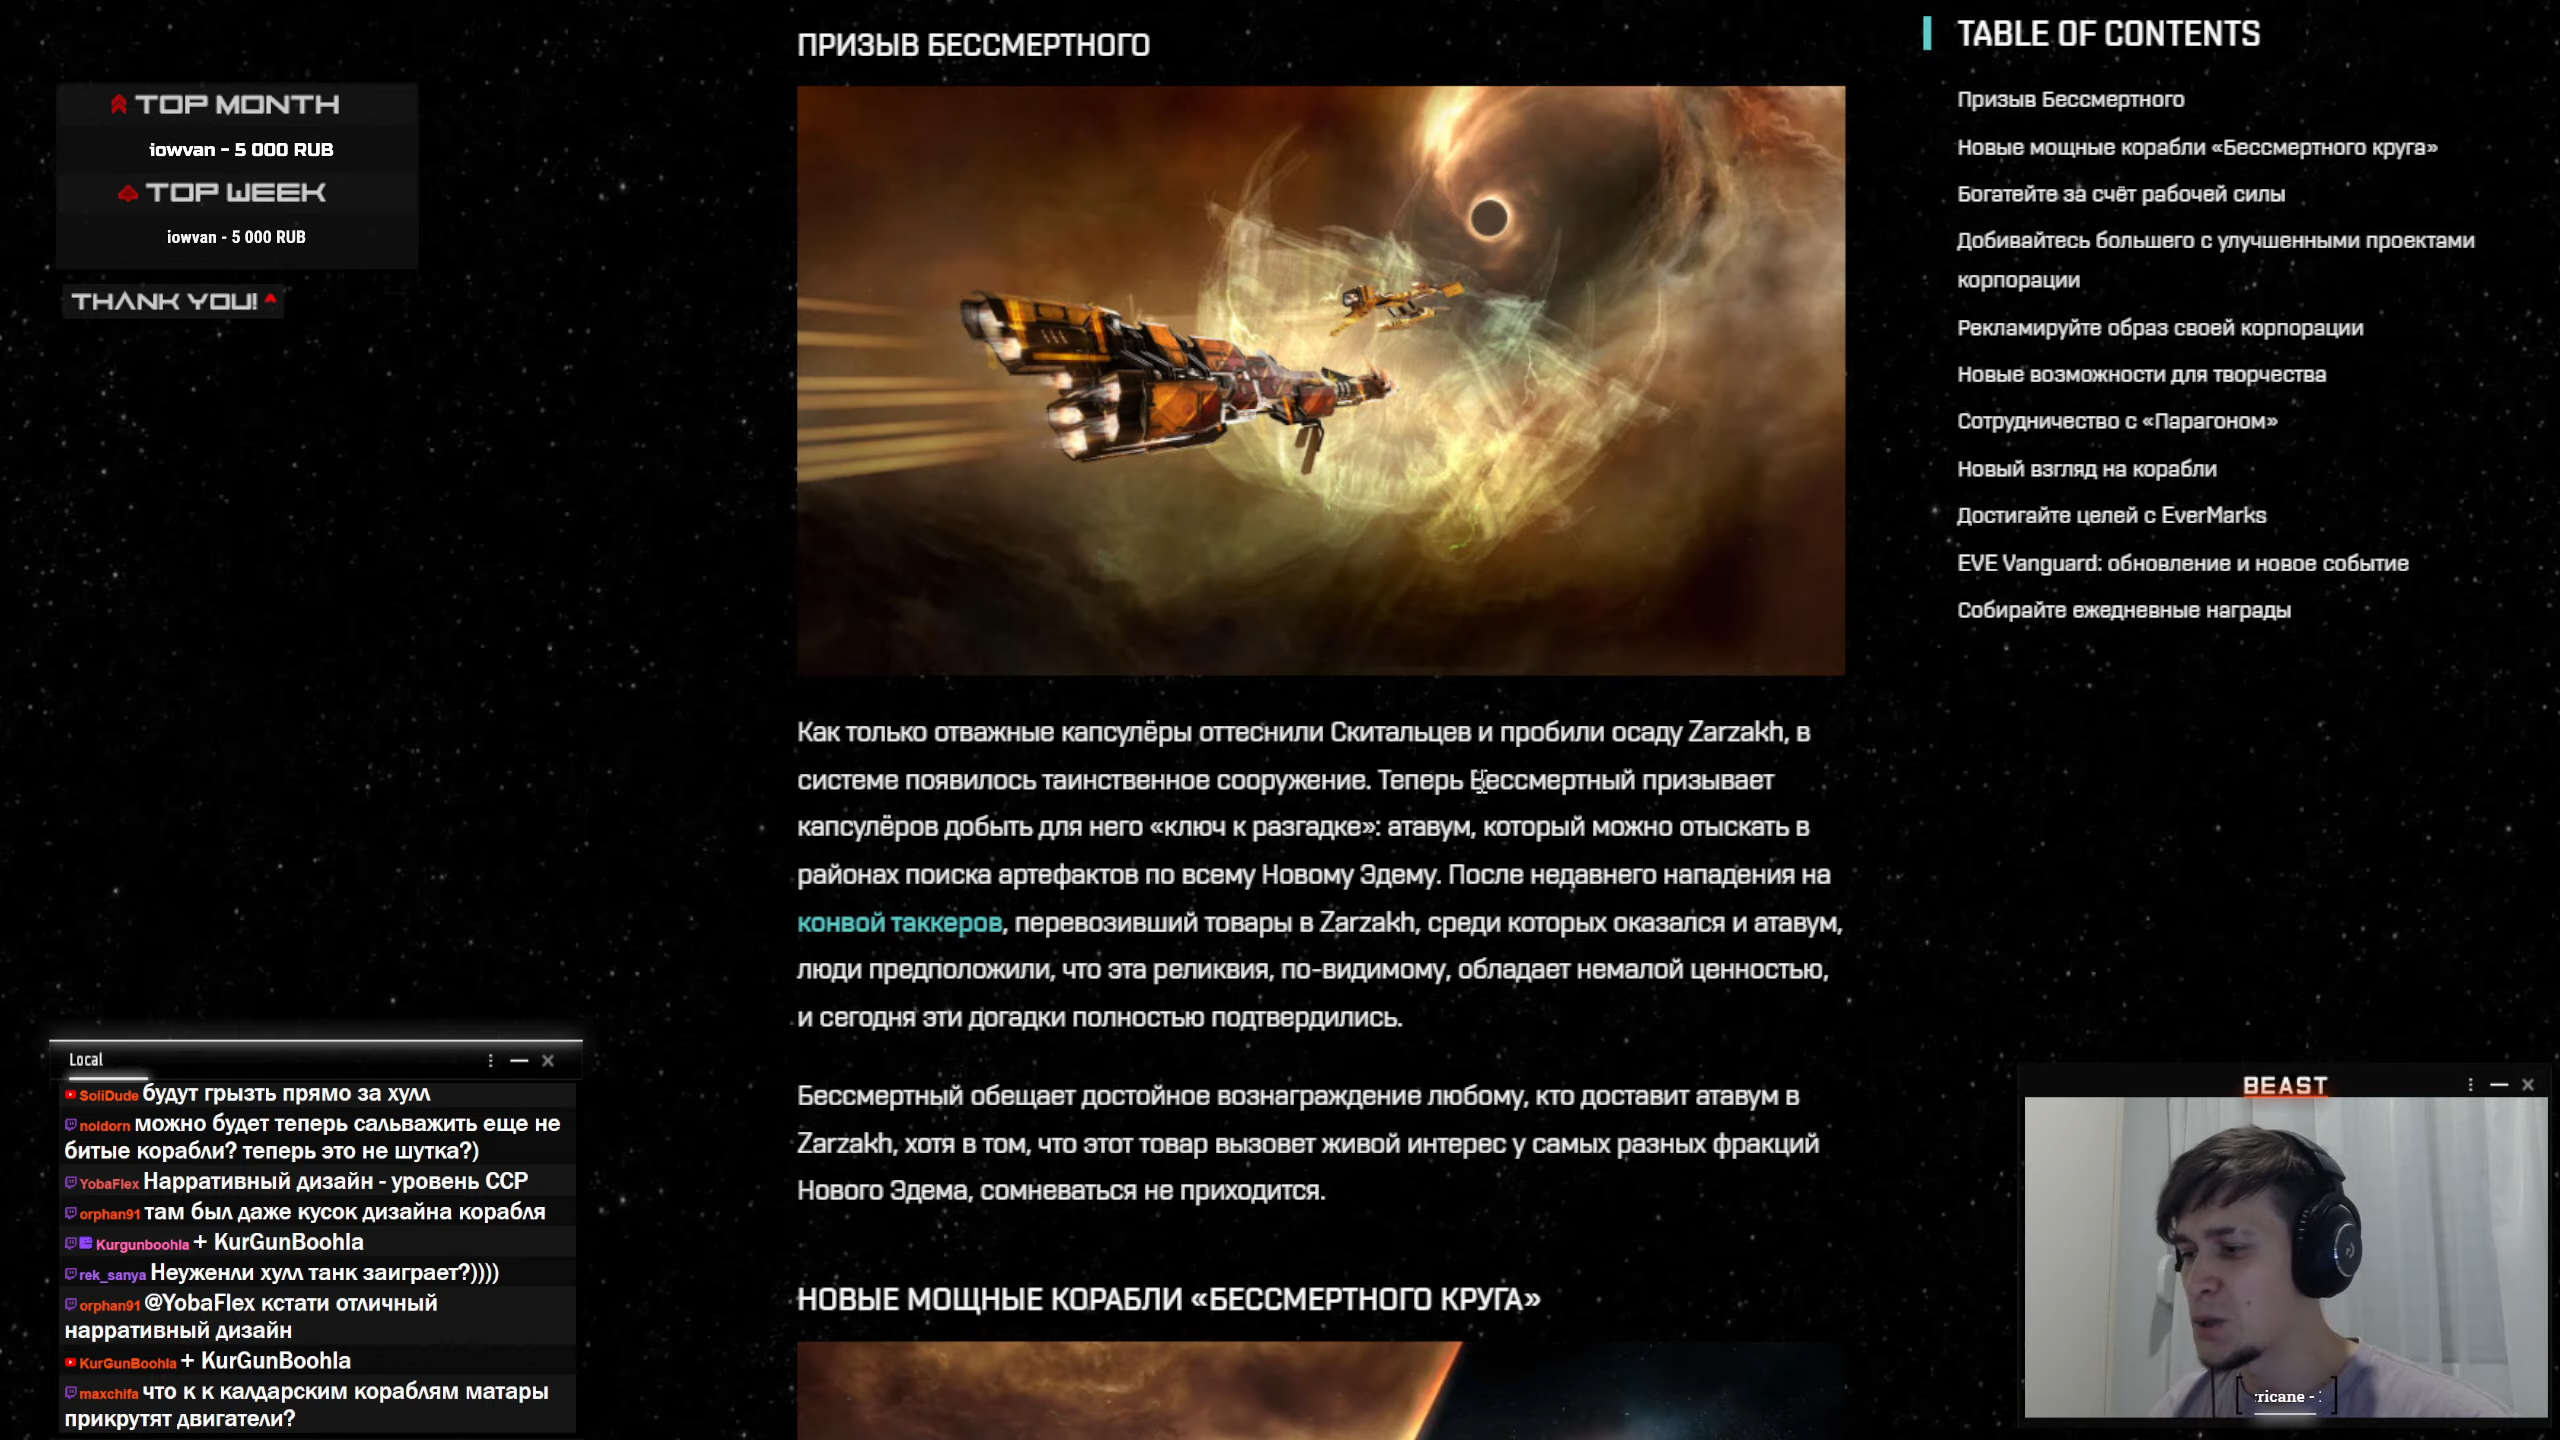 TOP MONTH
iowvan - 5 000 RUB
TOP WEEK
iowvan - 5 000 RUB
THANK YOU!
ПРИЗЫВ БЕССМЕРТНОГО
Как только отважные капсулёры оттеснили Скитальцев и пробили осаду Zarzakh, в
системе появилось таинственное сооружение. Теперь Бессмертный призывает
капсулёров добыть для него «ключ к разгадке»: атавум, который можно отыскать в
районах поиска артефактов по всему Новому Эдему. После недавнего нападения на
конвой таккеров, перевозивший товары в Zarzakh, среди которых оказался и атавум,
люди предположили, что эта реликвия, по-видимому, обладает немалой ценностью,
и сегодня эти догадки полностью подтвердились.
Бессмертный обещает достойное вознаграждение любому, кто доставит атавум в
Zarzakh, хотя в том, что этот товар вызовет живой интерес у самых разных фракций
Нового Эдема, сомневаться не приходится.
НОВЫЕ МОЩНЫЕ КОРАБЛИ «БЕССМЕРТНОГО КРУГА»
TABLE OF CONTENTS
Призыв Бессмертного
Новые мощные корабли «Бессмертного круга»
Богатейте за счёт рабочей силы
Добивайтесь большего с улучшенными проектами
корпорации
Рекламируйте образ своей корпорации
Новые возможности для творчества
Сотрудничество с «Парагоном»
Новый взгляд на корабли
Достигайте целей с EverMarks
EVE Vanguard: обновление и новое событие
Собирайте ежедневные награды
Local
SoliDude будут грызть прямо за хулл
noldorn можно будет теперь сальважить еще не
битые корабли? теперь это не шутка?)
YobaFlex Нарративный дизайн - уровень CCP
orphan91 там был даже кусок дизайна корабля
Kurgunboohla + KurGunBoohla
rek_sanya Неуженли хулл танк заиграет?))))
orphan91 @YobaFlex кстати отличный
нарративный дизайн
KurGunBoohla + KurGunBoohla
maxchifa что к к калдарским кораблям матары
прикрутят двигатели?
BEAST
ricane -